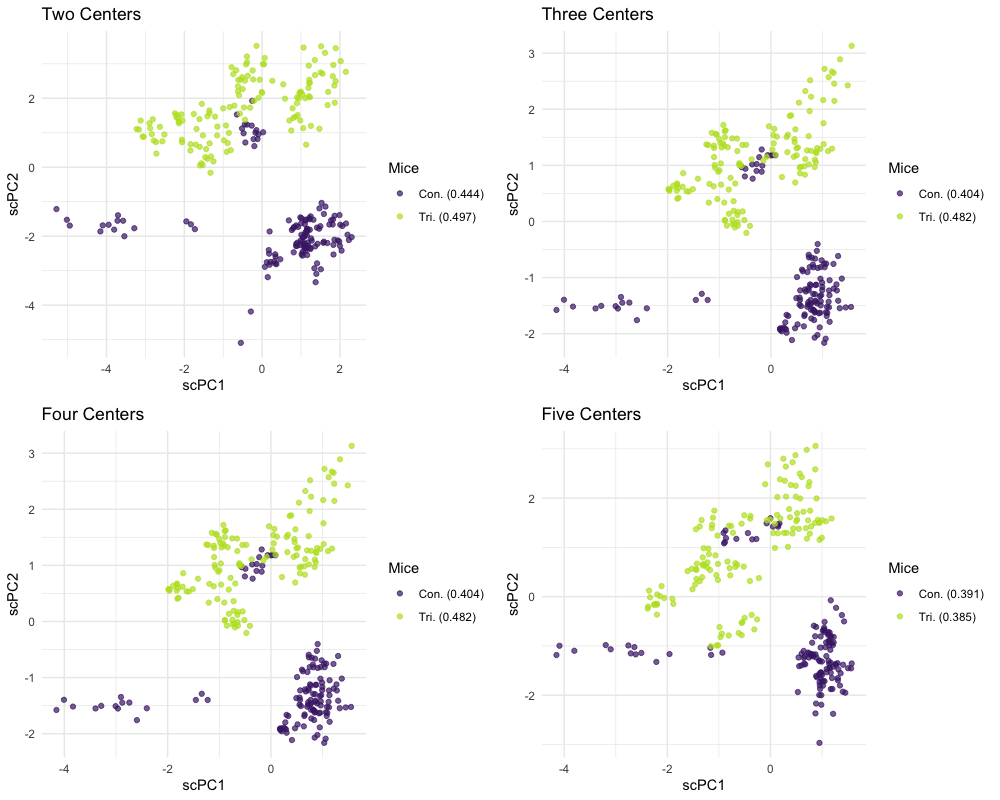 Two Centers
2
0
-2
-4
scPC2
-4
-2
0
2
scPC1
Mice
Con. (0.444)
Tri. (0.497)
Three Centers
3
2
1
0
-1
-2
scPC2
-4
-2
0
scPC1
Mice
Con. (0.404)
Tri. (0.482)
Four Centers
3
2
1
0
-1
-2
scPC2
-4
-2
0
scPC1
Mice
Con. (0.404)
Tri. (0.482)
Five Centers
2
0
-2
scPC2
-4
-2
0
scPC1
Mice
Con. (0.391)
Tri. (0.385)